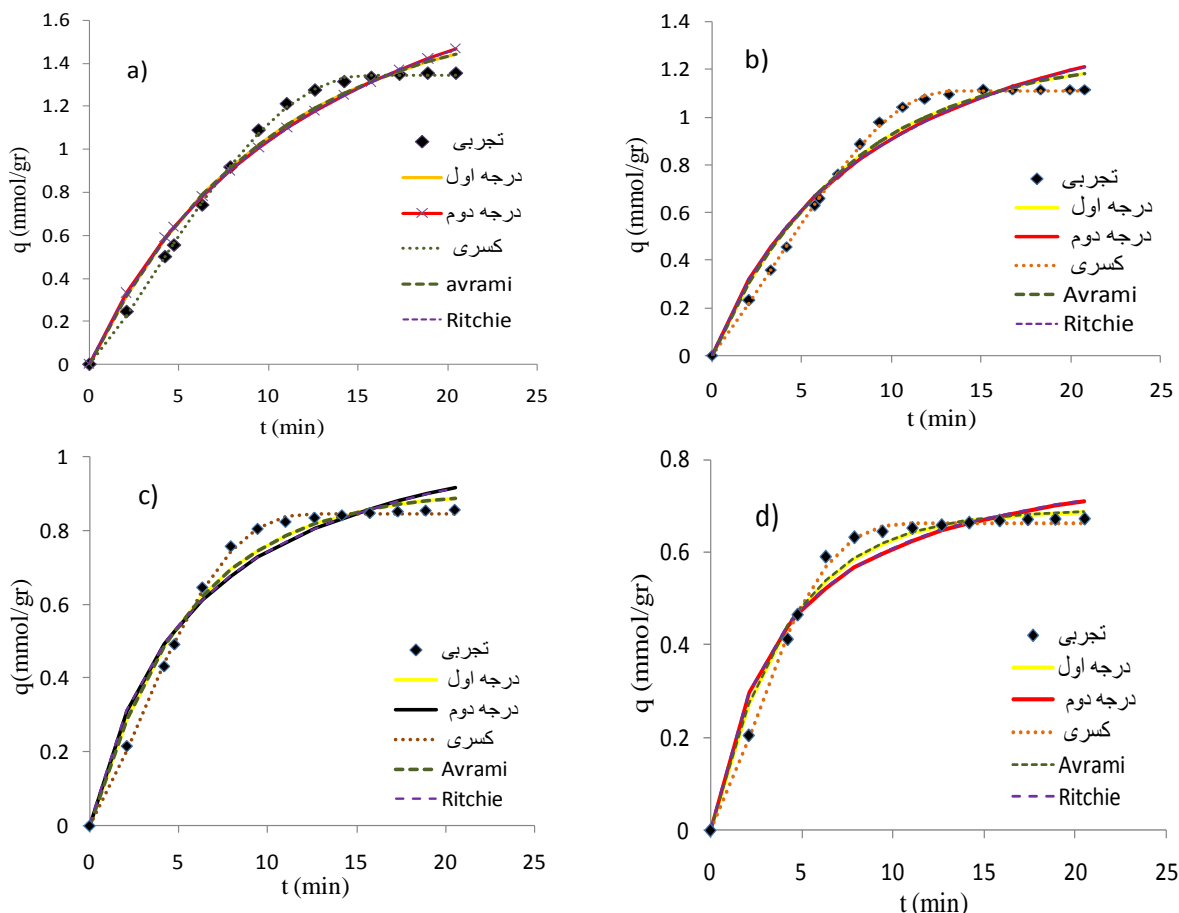 a)
q (mmol/gr)
1.6
1.4
1.2
1
0.8
0.6
0.4
0.2
0
0 5 10 15 20 25
t (min)
تجربی
درجه اول
درجه دوم
کسری
avrami
Ritchie
b)
q (mmol/gr)
1.4
1.2
1.0
0.8
0.6
0.4
0.2
0
0 5 10 15 20 25
t (min)
تجربی
درجه اول
درجه دوم
کسری
Avrami
Ritchie
c)
q(mmol/gr)
1
0.8
0.6
0.4
0.2
0
0 5 10 15 20 25
t (min)
تجربی
درجه اول
درجه دوم
کسری
Avrami
Ritchie
d)
q (mmol/gr)
0.8
0.6
0.4
0.2
0
0 5 10 15 20 25
t (min)
تجربی
درجه اول
درجه دوم
کسری
Avrami
Ritchie